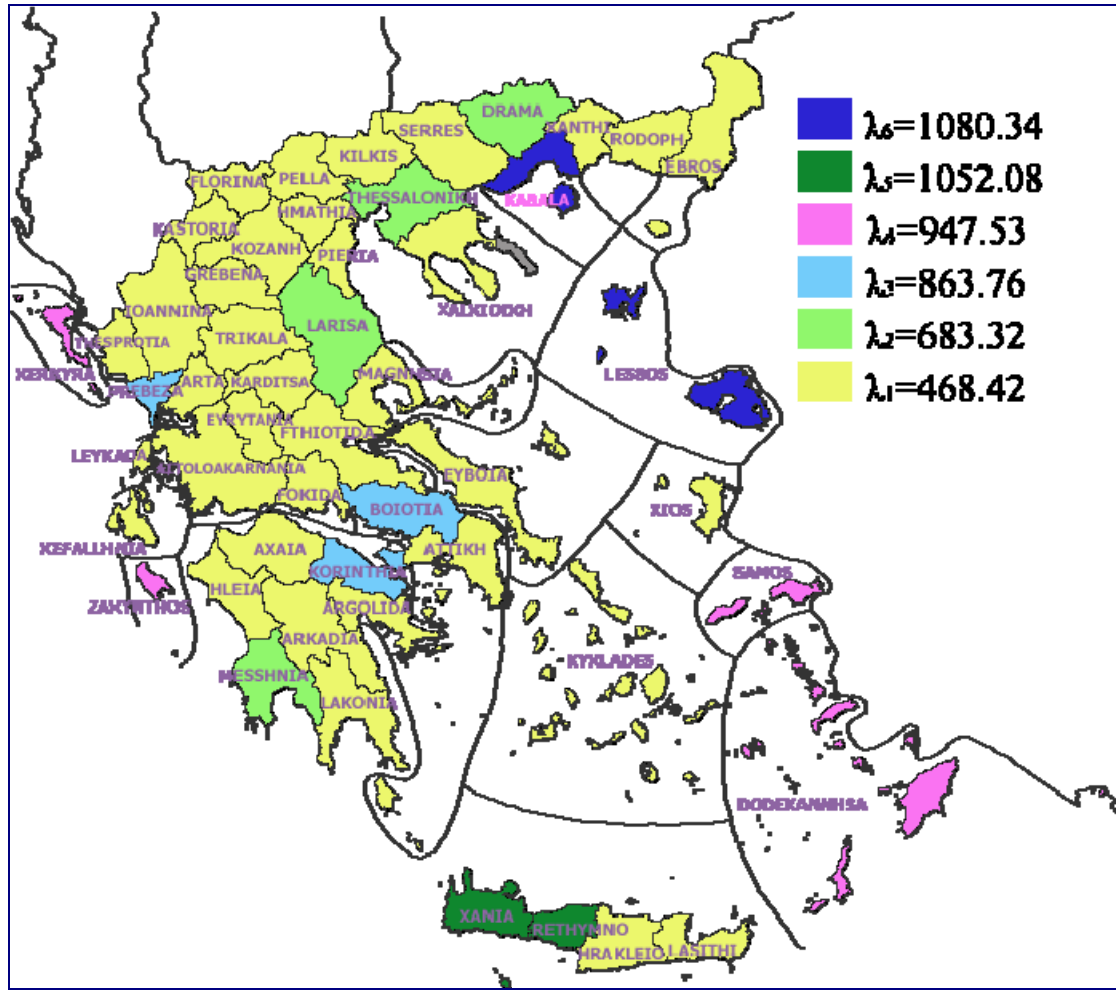 DRAMA
XANTHI
SERRES
RODOPH
KILKIS
EBROS
PELLA
FLORINA
THESSALONIKH
KABALA
HMATHIA
KASTORIA
KOZANH
PIERIA
GREBENA
XALKIDIKH
IOANNINA
LARISA
THESPROTIA
TRIKALA
XERKYRA
LESBOS
MAGNHSIA
PREBEZA
ARTA
KARDITSA
EYRYTANIA
FTHIOTIDA
LEYKADA
AITOLOAKARNANIA
EYBOIA
FOKIDA
XIOS
BOIOTIA
KEFALLHNIA
AXAIA
ATTIKH
KORINTHIA
SAMOS
HLEIA
ZAKYNTHOS
ARGOLIDA
ARKADIA
KYKLADES
MESSHNIA
LAKONIA
DODEKANNHSA
XANIA
RETHYMNO
HRAKLEIO
LASITHI
λ6=1080.34
λ5=1052.08
λ4=947.53
λ3=863.76
λ2=683.32
λ1=468.42